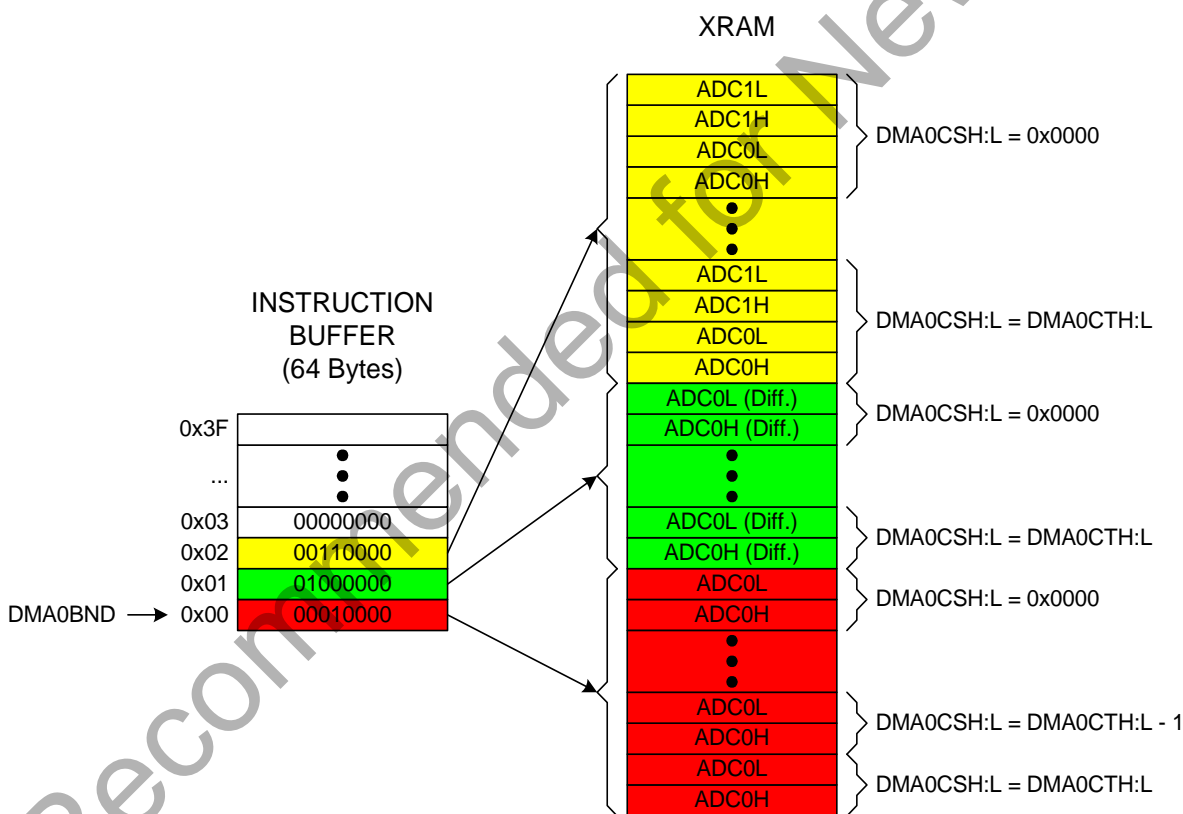 XRAM
ADC1L
ADC1H
ADC0L
ADC0H
DMA0CSH:L = 0x0000
ADC1L
ADC1H
ADC0L
ADC0H
DMA0CSH:L = DMA0CTH:L
ADC0L (Diff.)
ADC0H (Diff.)
DMA0CSH:L = 0x0000
ADC0L (Diff.)
ADC0H (Diff.)
DMA0CSH:L = DMA0CTH:L
ADC0L
ADC0H
DMA0CSH:L = 0x0000
ADC0L
ADC0H
DMA0CSH:L = DMA0CTH:L - 1
ADC0L
ADC0H
DMA0CSH:L = DMA0CTH:L
INSTRUCTION
BUFFER
(64 Bytes)
0x3F
...
0x03 00000000
0x02 00110000
0x01 01000000
DMA0BND 0x00 00010000
Recommended for